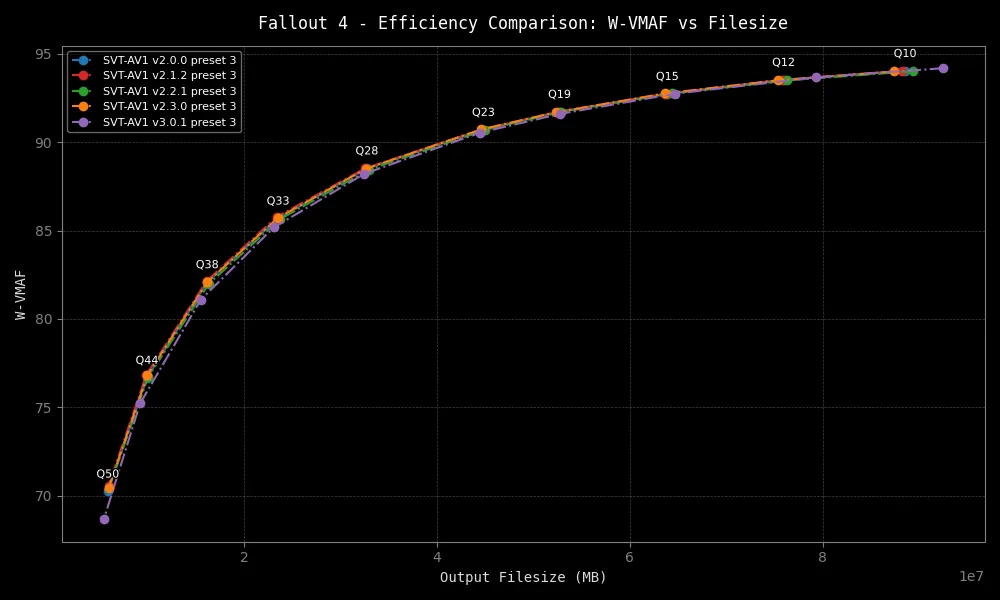 Fallout 4 - Efficiency Comparison: W-VMAF vs Filesize
SVT-AV1 v2.0.0 preset 3
SVT-AV1 v2.1.2 preset 3
SVT-AV1 v2.2.1 preset 3
SVT-AV1 v2.3.0 preset 3
SVT-AV1 v3.0.1 preset 3
W-VMAF
95
90
85
80
75
70
Q50
Q44
Q38
Q33
Q28
Q23
Q19
Q15
Q12
Q10
2
4
6
8
1e7
Output Filesize (MB)